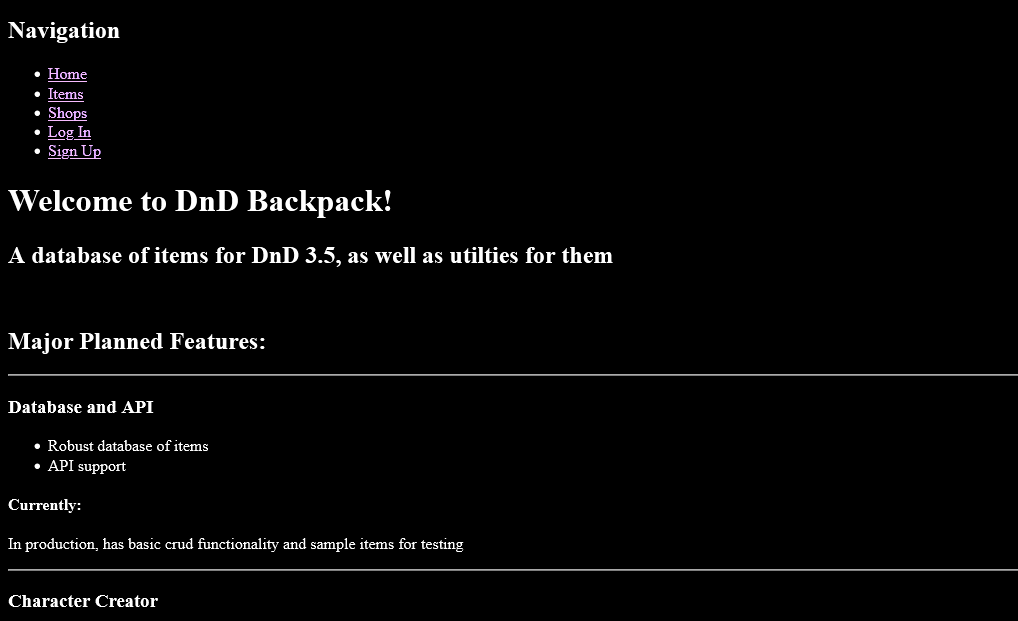 Navigation
Home
Items
Shops
Log In
Sign Up
Welcome to DnD Backpack!
A database of items for DnD 3.5, as well as utilties for them
Major Planned Features:
Database and API
Robust database of items
API support
Currently:
In production, has basic crud functionality and sample items for testing
Character Creator